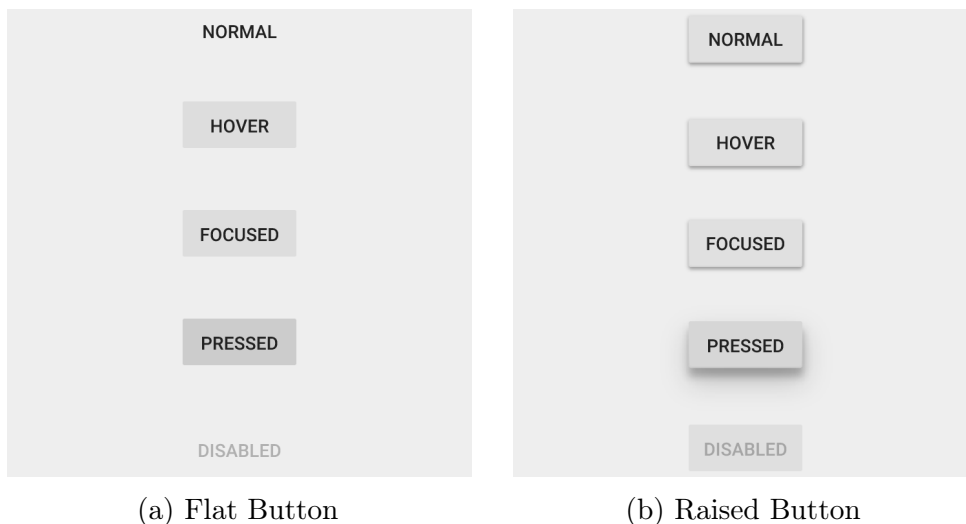 NORMAL
HOVER
FOCUSED
PRESSED
DISABLED
(a) Flat Button
NORMAL
HOVER
FOCUSED
PRESSED
DISABLED
(b) Raised Button